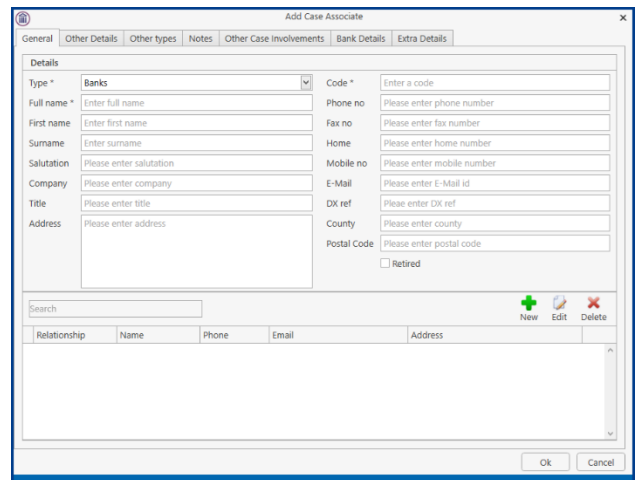 Add Case Associate
General Other Details Other types Notes Other Case Involvements Bank Details Extra Details
Details
Type * Banks Code * Enter a code
Full name * Enter full name Phone no Please enter phone number
First name Enter first name Fax no Please enter fax number
Surname Enter surname Home Please enter home number
Salutation Please enter salutation Mobile no Please enter mobile number
Company Please enter company E-Mail Please enter E-Mail id
Title Please enter title DX ref Pleae enter DX ref
Address Please enter address County Please enter county
Postal Code Please enter postal code
Retired
Search New Edit Delete
Relationship Name Phone Email Address
Ok Cancel